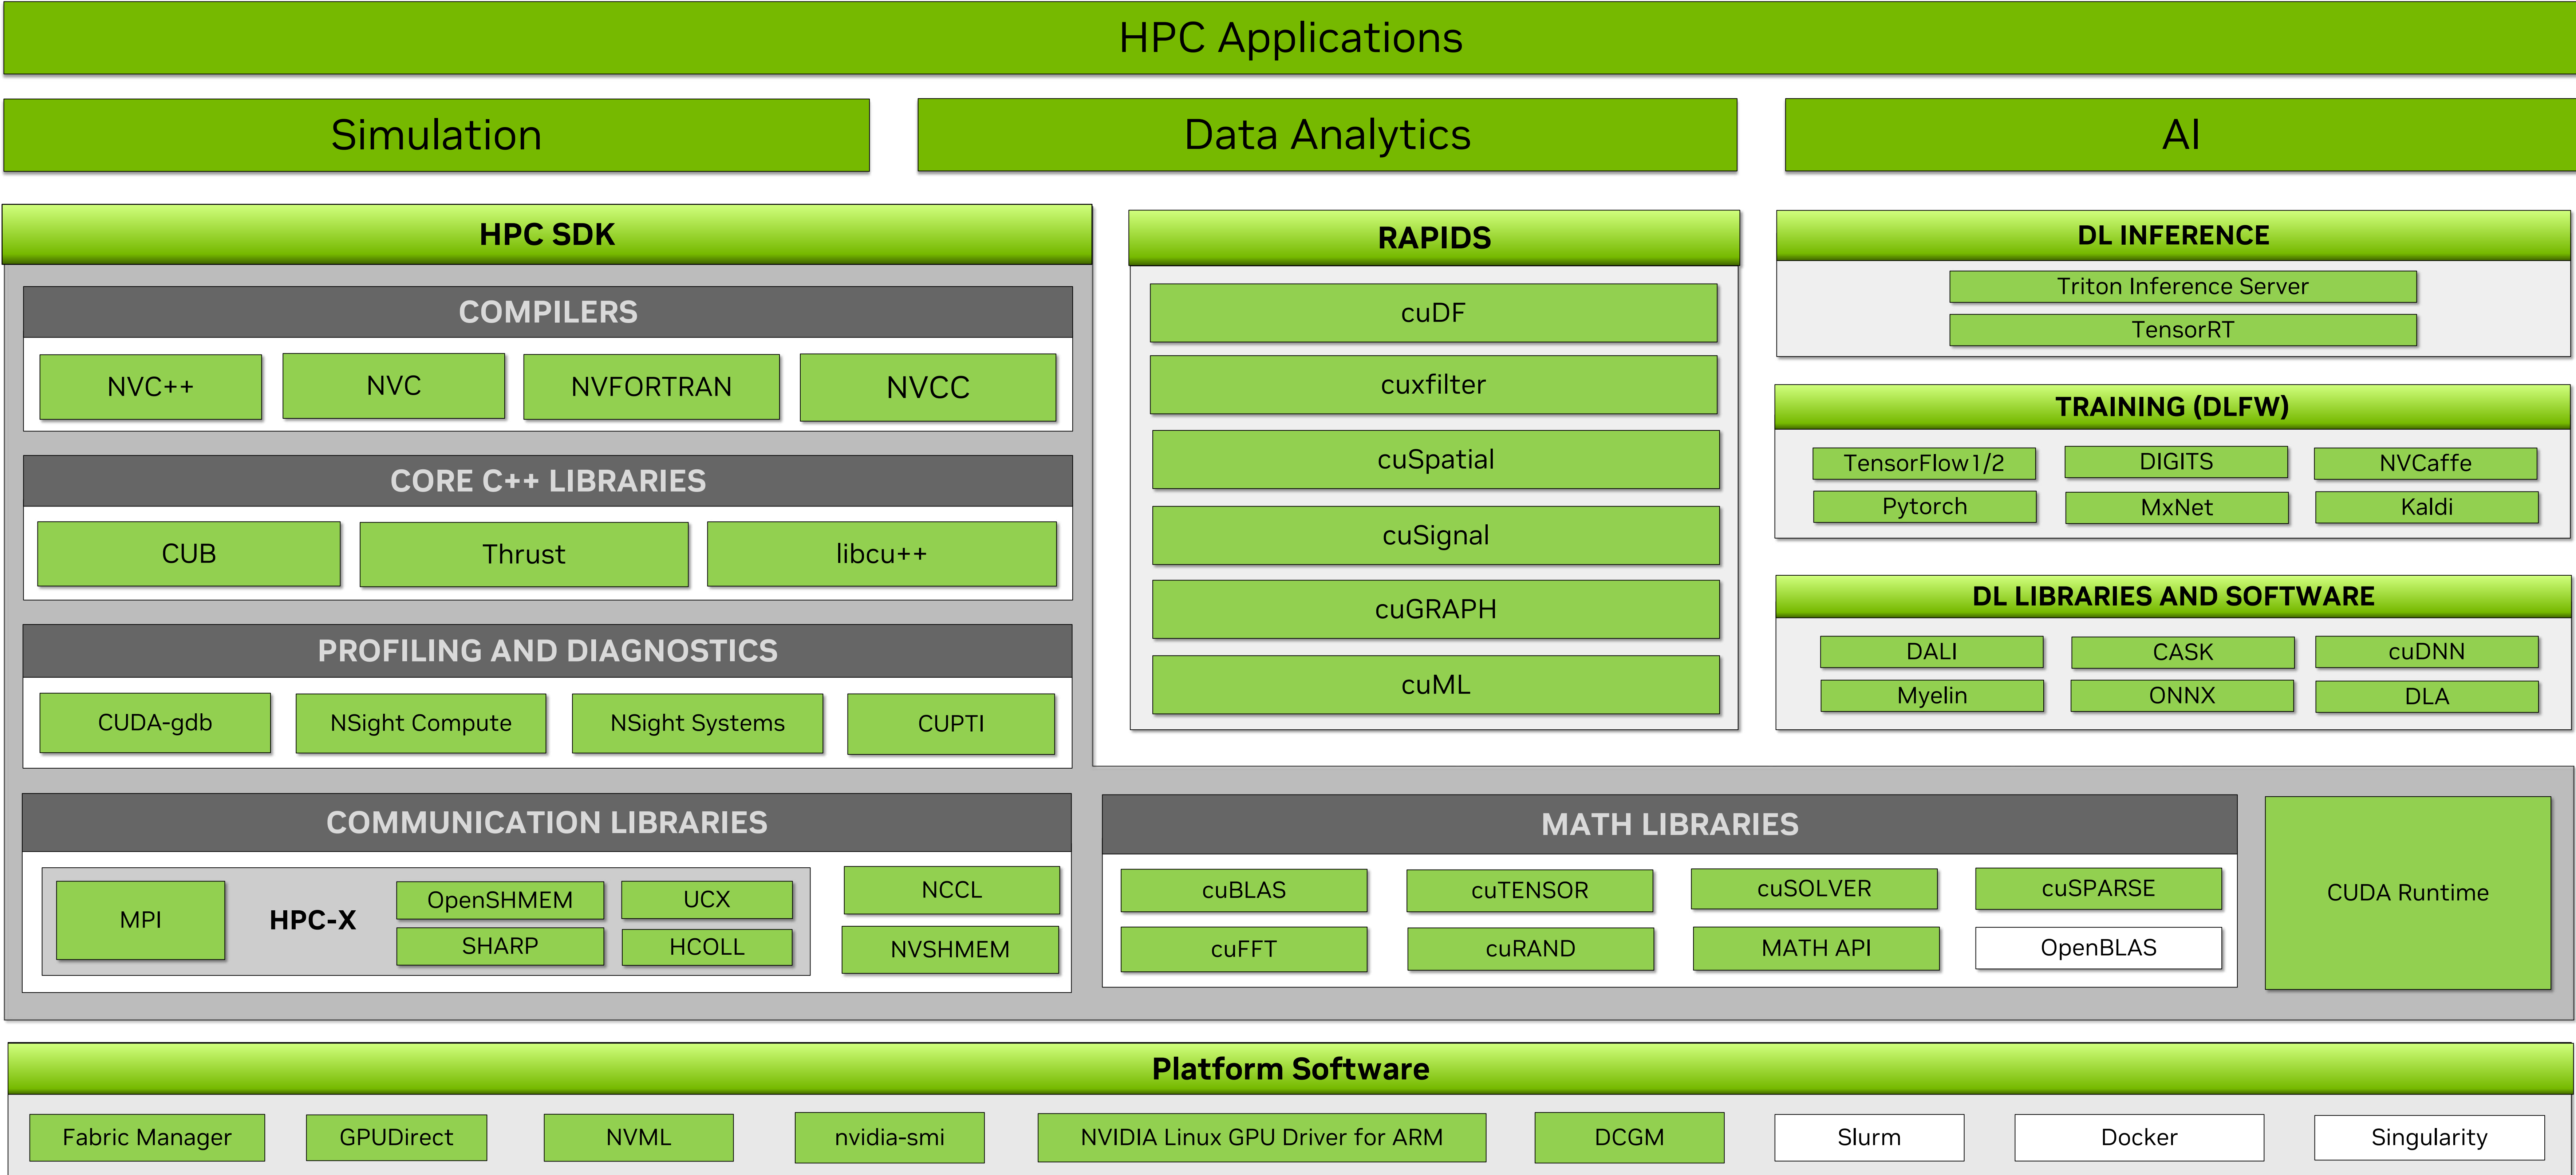 HPC Applications
Simulation
Data Analytics
AI
HPC SDK
COMPILERS
NVC++
NVC
NVFORTRAN
NVCC
CORE C++ LIBRARIES
CUB
Thrust
libcu++
PROFILING AND DIAGNOSTICS
CUDA-gdb
NSight Compute
NSight Systems
CUPTI
COMMUNICATION LIBRARIES
MPI
HPC-X
OpenSHMEM
UCX
SHARP
HCOLL
NCCL
NVSHMEM
RAPIDS
cuDF
cuxfilter
cuSpatial
cuSignal
cuGRAPH
cuML
DL INFERENCE
Triton Inference Server
TensorRT
TRAINING (DLFW)
TensorFlow1/2
DIGITS
NVCaffe
Pytorch
MxNet
Kaldi
DL LIBRARIES AND SOFTWARE
DALI
CASK
cuDNN
Myelin
ONNX
DLA
MATH LIBRARIES
cuBLAS
cuTENSOR
cuSOLVER
cuSPARSE
cuFFT
cuRAND
MATH API
OpenBLAS
CUDA Runtime
Platform Software
Fabric Manager
GPUDirect
NVML
nvidia-smi
NVIDIA Linux GPU Driver for ARM
DCGM
Slurm
Docker
Singularity